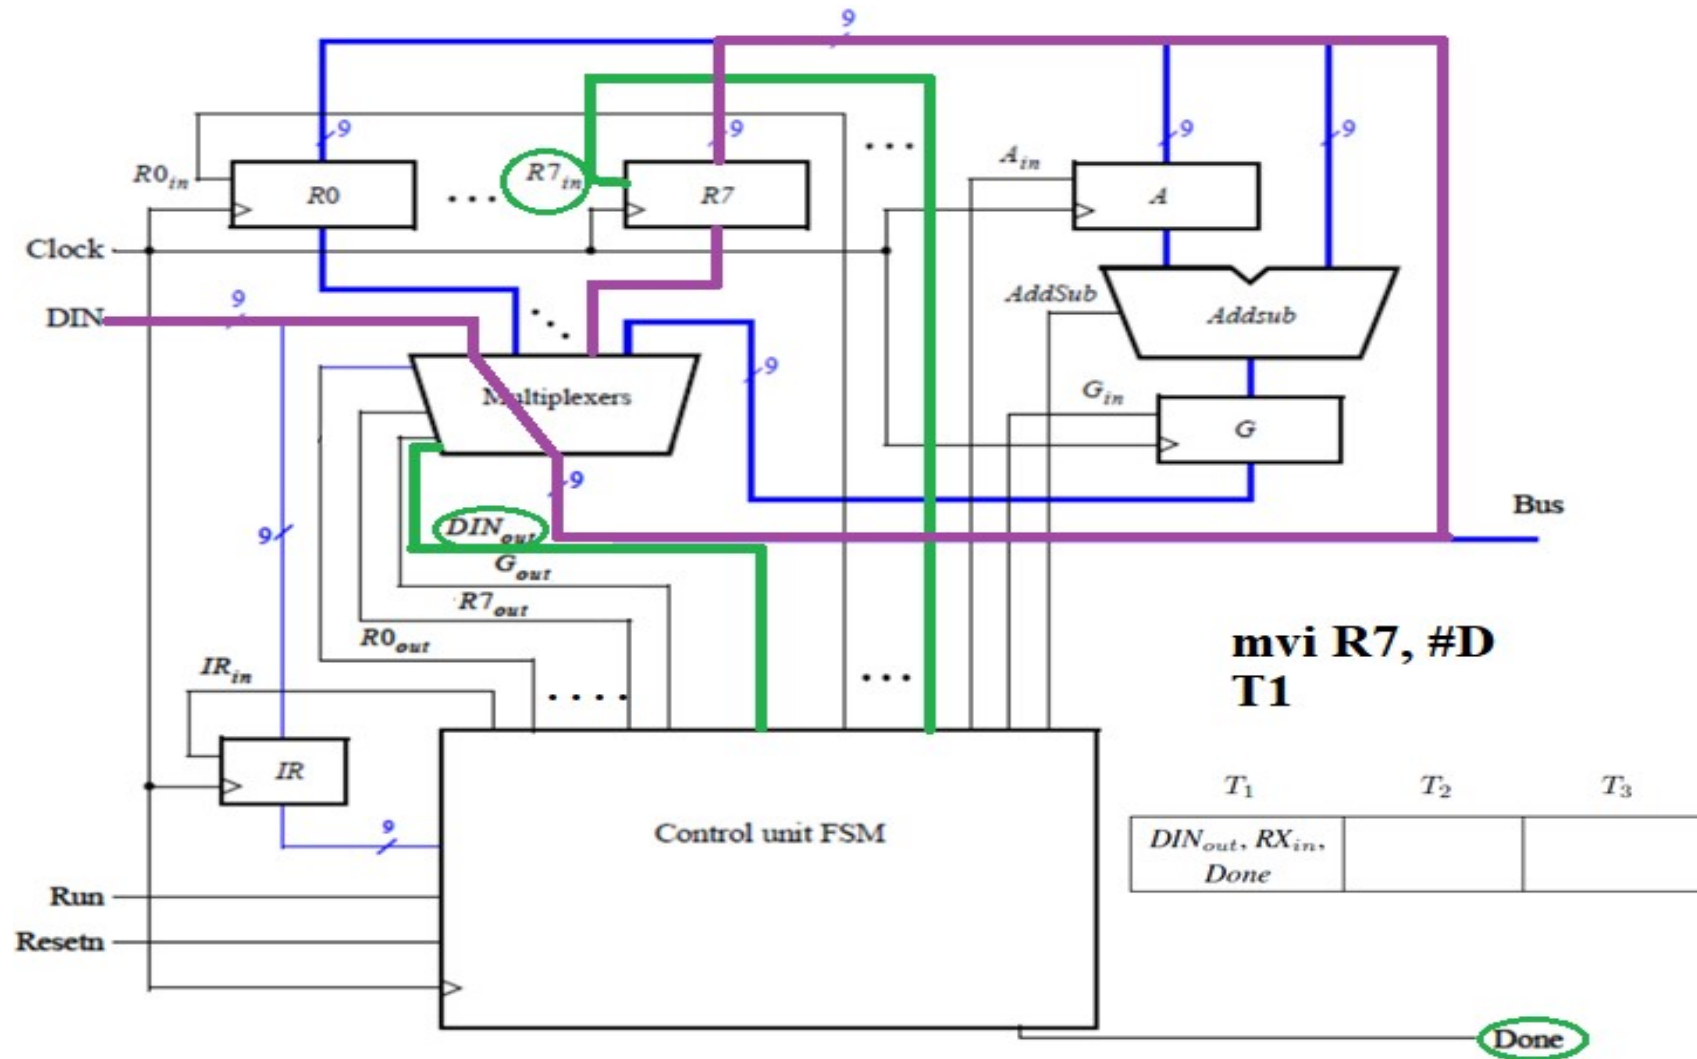 9
9
9
9
9
R0in
R0
...
R7in
R7
...
Ain
A
Clock
DIN
9
...
AddSub
Addsub
Multiplexers
9
Gin
G
9
Bus
DINout
9
Gout
R7out
R0out
mvi R7, #D
T1
IRin
....
...
IR
9
Control unit FSM
T1 T2 T3
DINout, RXin,
Done
Run
Resetn
Done